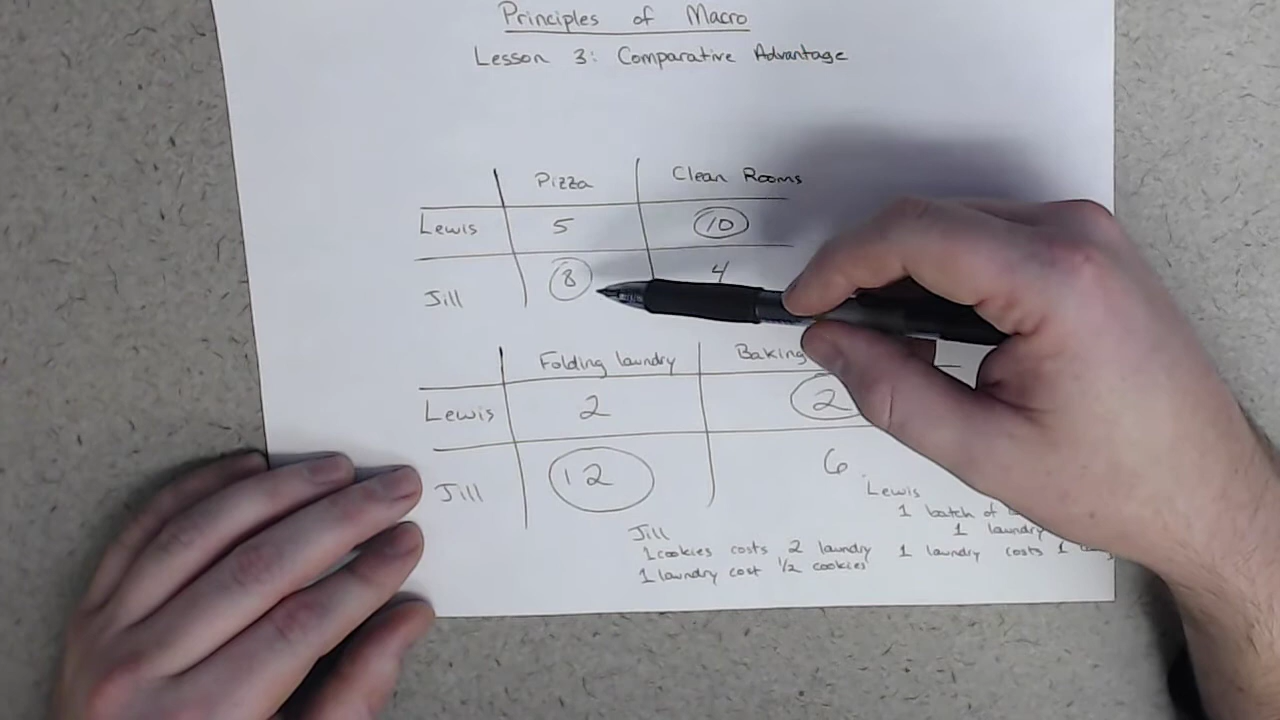 Principles of Macro
Lesson 3: Comparative Advantage
Pizza Clean Rooms
Lewis 5 10
Jill 8 4
Folding laundry Baking
Lewis 2 2
Jill 12 6
Lewis
1 batch of
1 laundry
Jill
1 cookies costs 2 laundry 1 laundry costs 1
1 laundry cost 1/2 cookies